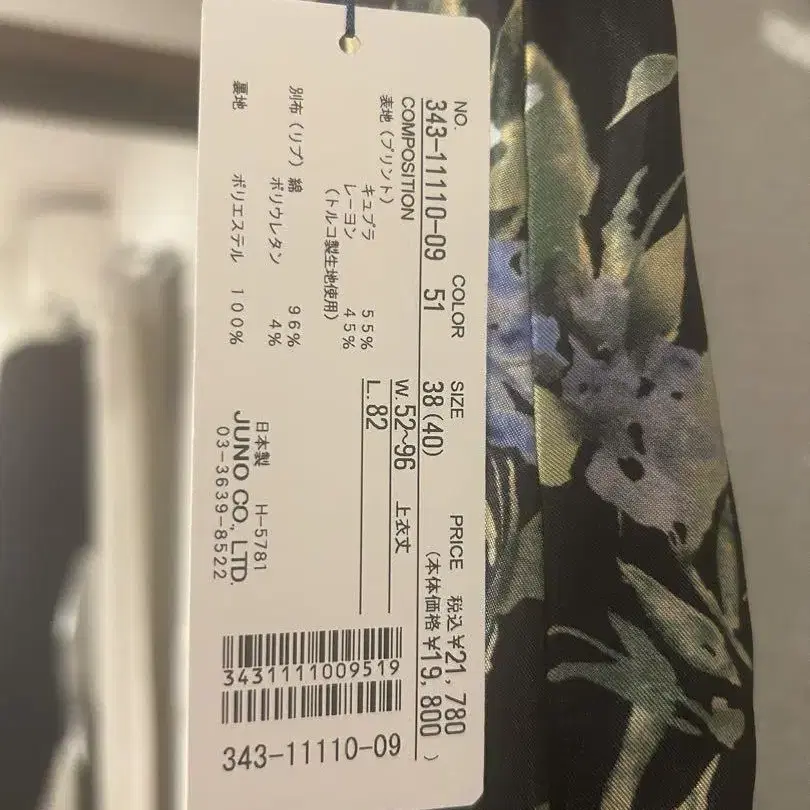 NO. COLOR SIZE PRICE 税込¥21,780
343-11110-09 51 38(40) (本体価格¥19,800)
COMPOSITION
表地(プリント)
キュプラ 55%
レーヨン 45%
(トルコ製生地使用)
別布(リブ) 綿 96%
ポリウレタン 4%
裏地 ポリエステル 100%
W.52~96 上衣丈
L.82
日本製 H-5781
JUNO CO., LTD.
03-3639-8522
3431111009519
343-11110-09